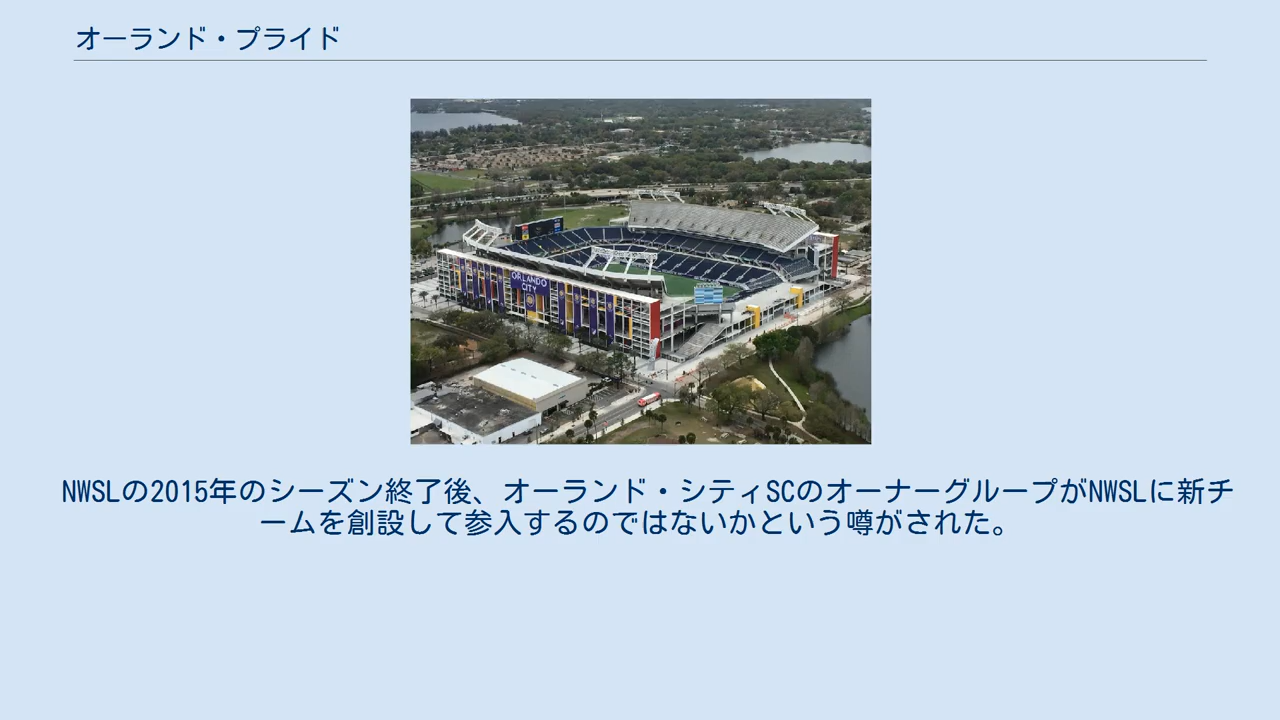 オーランド・プライド
ORLANDO
CITY
NWSLの2015年のシーズン終了後、オーランド・シティSCのオーナーグループがNWSLに新チ
ームを創設して参入するのではないかという噂がされた。